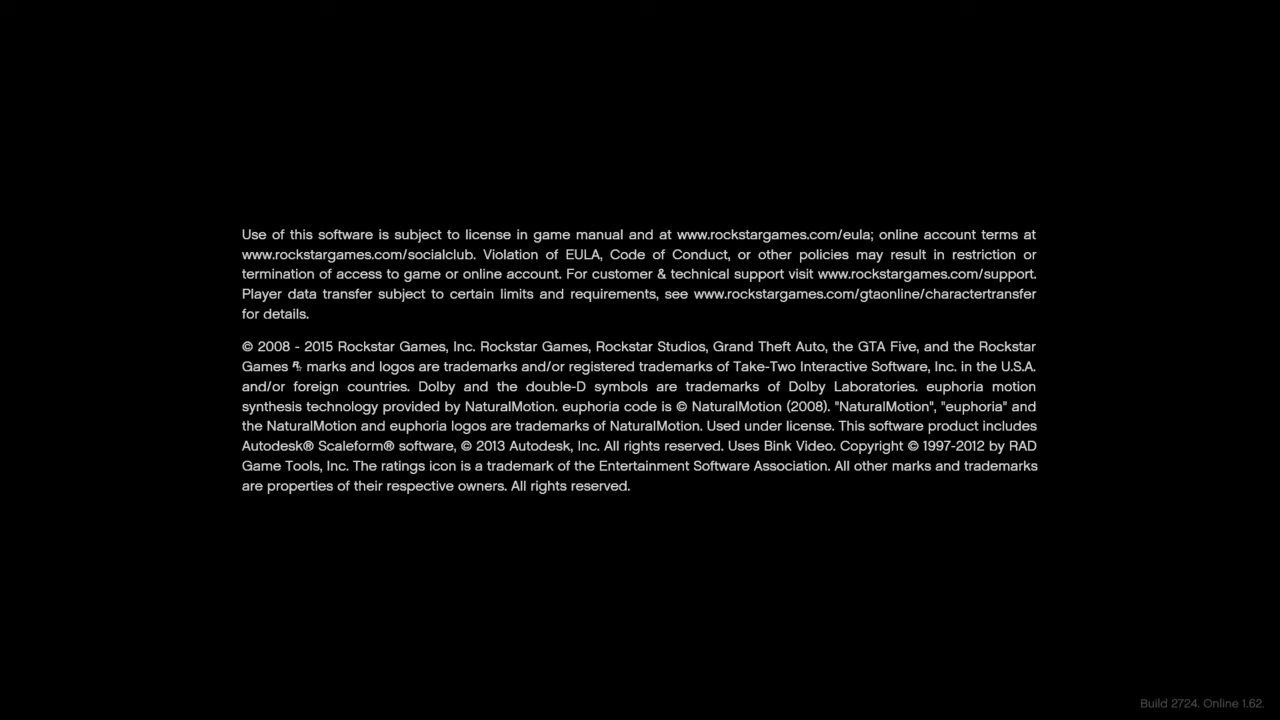 Use of this software is subject to license in game manual and at www.rockstargames.com/eula; online account terms at
www.rockstargames.com/socialclub. Violation of EULA, Code of Conduct, or other policies may result in restriction or
termination of access to game or online account. For customer & technical support visit www.rockstargames.com/support.
Player data transfer subject to certain limits and requirements, see www.rockstargames.com/gtaonline/charactertransfer
for details.
© 2008 - 2015 Rockstar Games, Inc. Rockstar Games, Rockstar Studios, Grand Theft Auto, the GTA Five, and the Rockstar
Games R* marks and logos are trademarks and/or registered trademarks of Take-Two Interactive Software, Inc. in the U.S.A.
and/or foreign countries. Dolby and the double-D symbols are trademarks of Dolby Laboratories. euphoria motion
synthesis technology provided by NaturalMotion. euphoria code is © NaturalMotion (2008). "NaturalMotion", "euphoria" and
the NaturalMotion and euphoria logos are trademarks of NaturalMotion. Used under license. This software product includes
Autodesk® Scaleform® software, © 2013 Autodesk, Inc. All rights reserved. Uses Bink Video. Copyright © 1997-2012 by RAD
Game Tools, Inc. The ratings icon is a trademark of the Entertainment Software Association. All other marks and trademarks
are properties of their respective owners. All rights reserved.
Build 2724. Online 1.62.